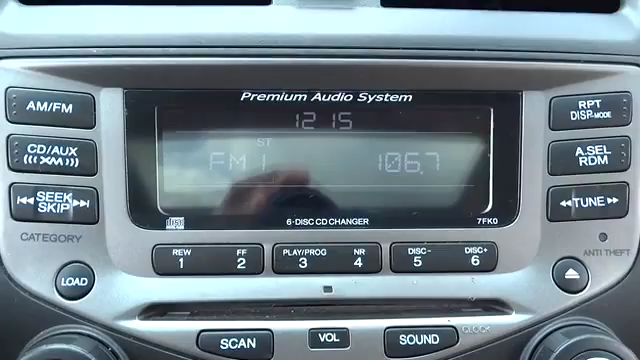 Premium Audio System
AM/FM
12 15
RPT
DISP-MODE
CD/AUX
(((XM)))
ST
FM 1 106.7
A.SEL
RDM
SEEK
SKIP
TUNE
6-DISC CD CHANGER
7FK0
CATEGORY
ANTI THEFT
REW
1
FF
2
PLAY/PROG
3
NR
4
DISC-
5
DISC+
6
LOAD
SCAN
VOL
SOUND
CLOCK